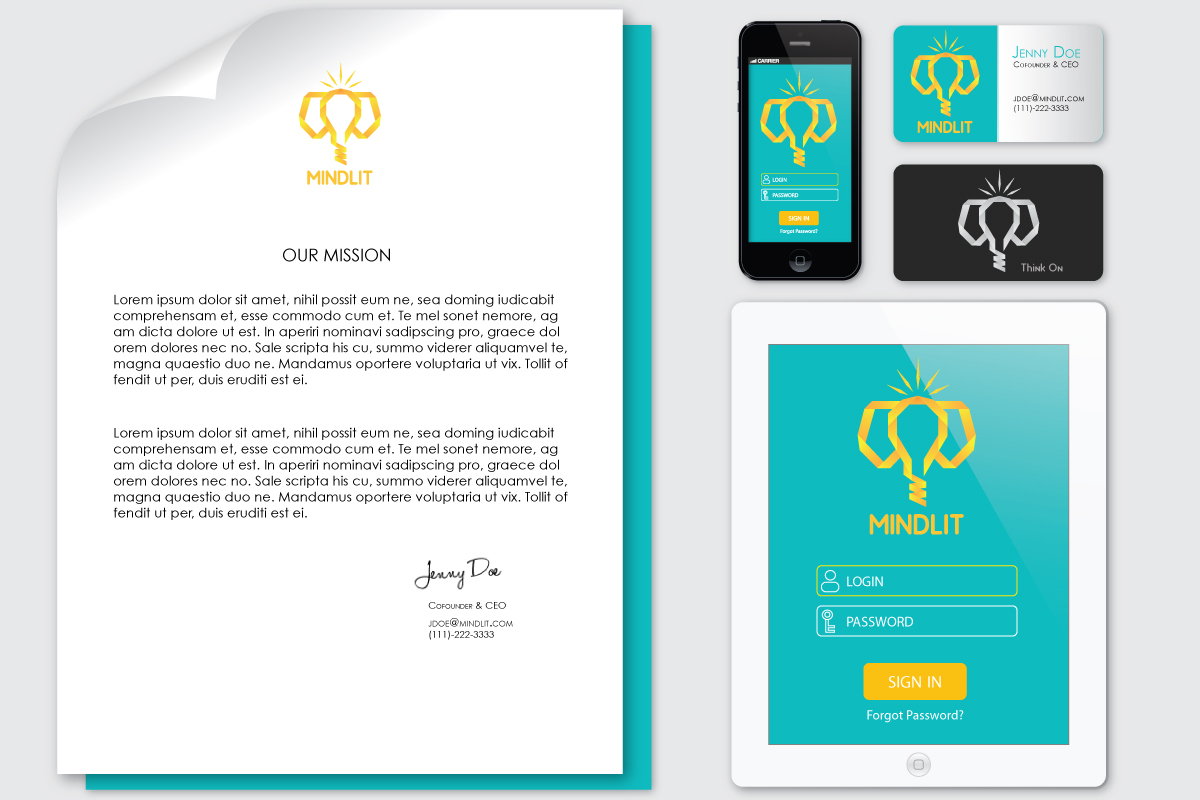 MINDLIT
OUR MISSION
Lorem ipsum dolor sit amet, nihil possit eum ne, sea doming iudicabit
comprehensam et, esse commodo cum et. Te mel sonet nemore, ag
am dicta dolore ut est. In aperiri nominavi sadipscing pro, graece dol
orem dolores nec no. Sale scripta his cu, summo viderer aliquamvel te,
magna quaestio duo ne. Mandamus oportere voluptaria ut vix. Tollit of
fendit ut per, duis eruditi est ei.
Lorem ipsum dolor sit amet, nihil possit eum ne, sea doming iudicabit
comprehensam et, esse commodo cum et. Te mel sonet nemore, ag
am dicta dolore ut est. In aperiri nominavi sadipscing pro, graece dol
orem dolores nec no. Sale scripta his cu, summo viderer aliquamvel te,
magna quaestio duo ne. Mandamus oportere voluptaria ut vix. Tollit of
fendit ut per, duis eruditi est ei.
Jenny Doe
Cofounder & CEO
JDOE@MINDLIT.COM
(111)-222-3333
CARRIER
LOGIN
PASSWORD
SIGN IN
Forgot Password?
MINDLIT
Jenny Doe
Cofounder & CEO
JDOE@MINDLIT.COM
(111)-222-3333
Think On
MINDLIT
LOGIN
PASSWORD
SIGN IN
Forgot Password?